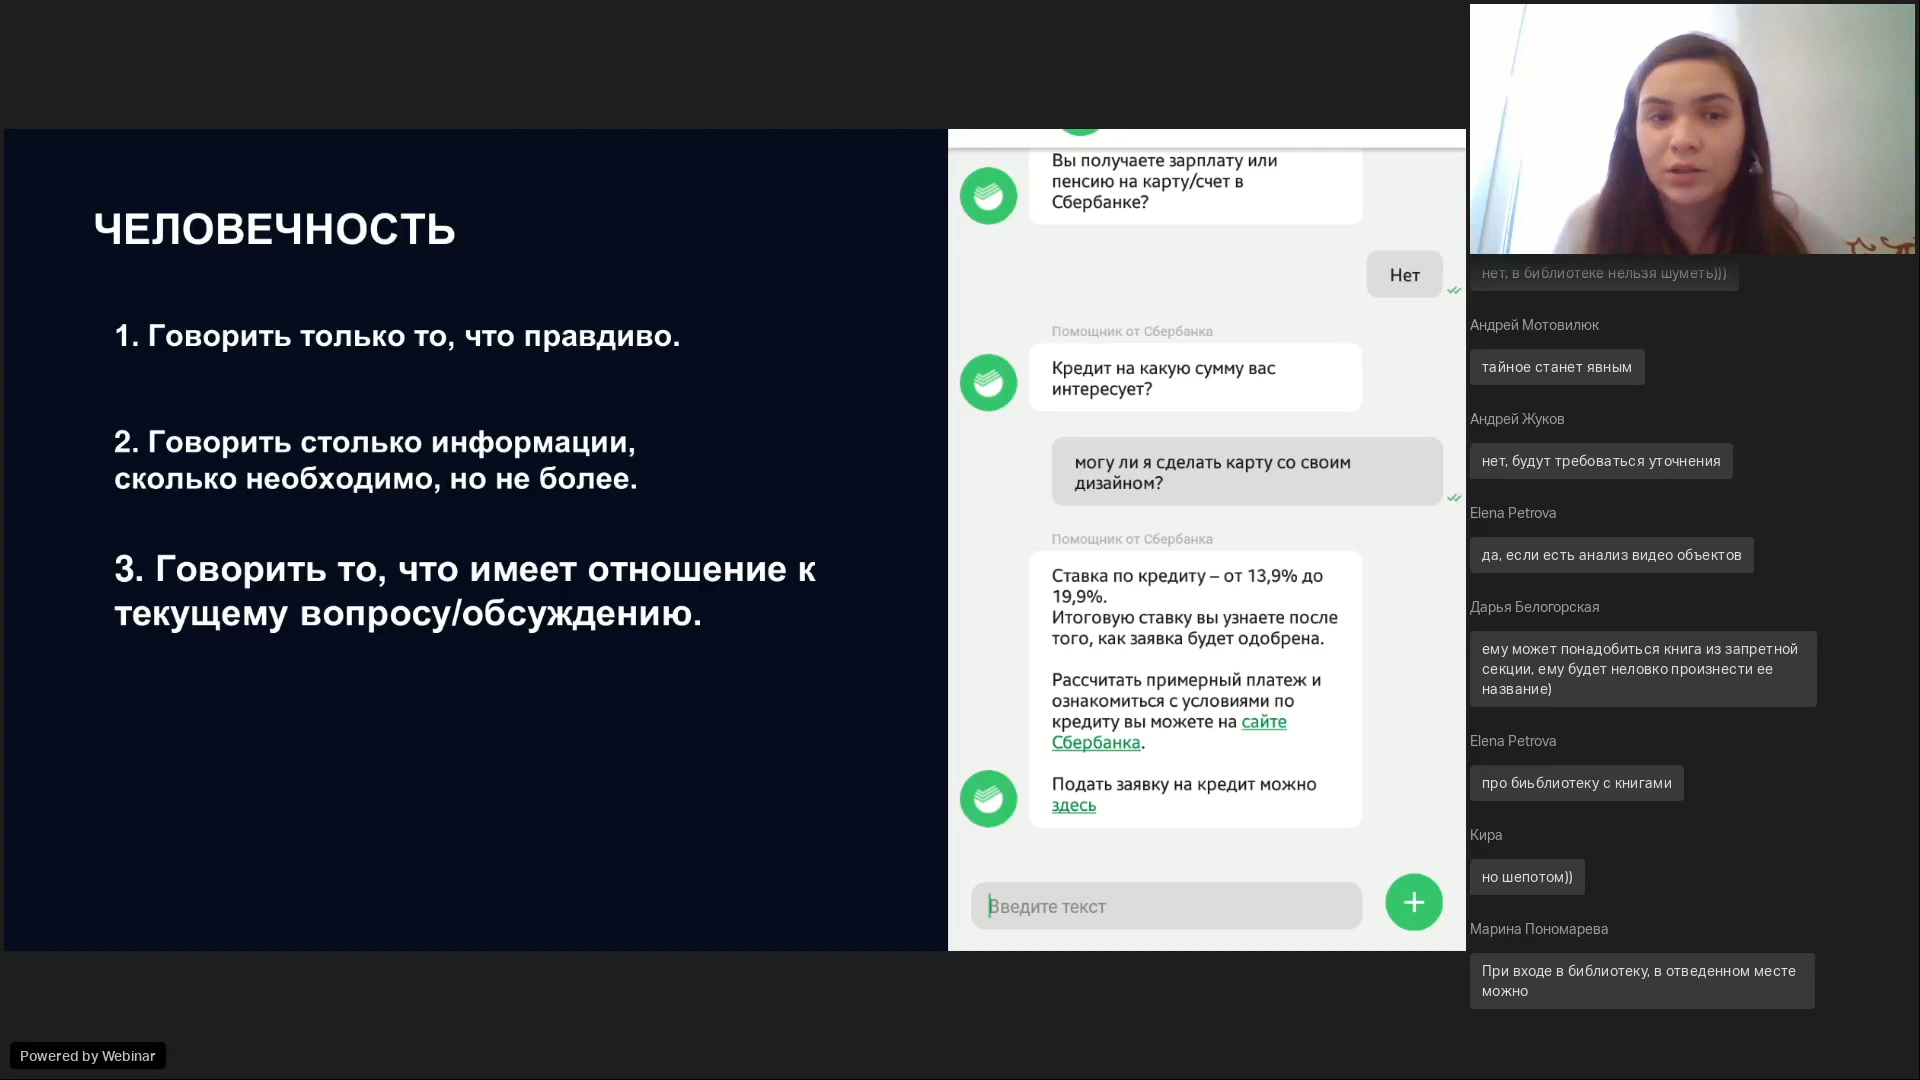 ЧЕЛОВЕЧНОСТЬ
1. Говорить только то, что правдиво.
2. Говорить столько информации,
сколько необходимо, но не более.
3. Говорить то, что имеет отношение к
текущему вопросу/обсуждению.
Вы получаете зарплату или
пенсию на карту/счет в
Сбербанке?
Нет
Помощник от Сбербанка
Кредит на какую сумму вас
интересует?
могу ли я сделать карту со своим
дизайном?
Помощник от Сбербанка
Ставка по кредиту – от 13,9% до
19,9%.
Итоговую ставку вы узнаете после
того, как заявка будет одобрена.
Рассчитать примерный платеж и
ознакомиться с условиями по
кредиту вы можете на сайте
Сбербанка.
Подать заявку на кредит можно
здесь
Введите текст
нет, в библиотеке нельзя шуметь)))
Андрей Мотовилюк
тайное станет явным
Андрей Жуков
нет, будут требоваться уточнения
Elena Petrova
да, если есть анализ видео объектов
Дарья Белогорская
ему может понадобиться книга из запретной
секции, ему будет неловко произнести ее
название)
Elena Petrova
про биьблиотеку с книгами
Кира
но шепотом))
Марина Пономарева
При входе в библиотеку, в отведенном месте
можно
Powered by Webinar